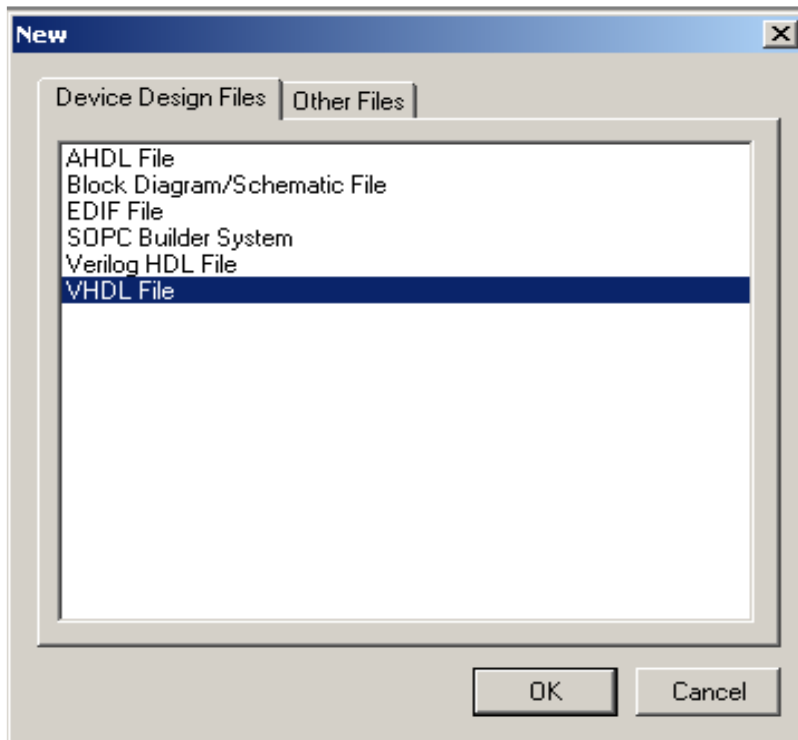 New
Device Design Files
Other Files
AHDL File
Block Diagram/Schematic File
EDIF File
SOPC Builder System
Verilog HDL File
VHDL File
OK
Cancel